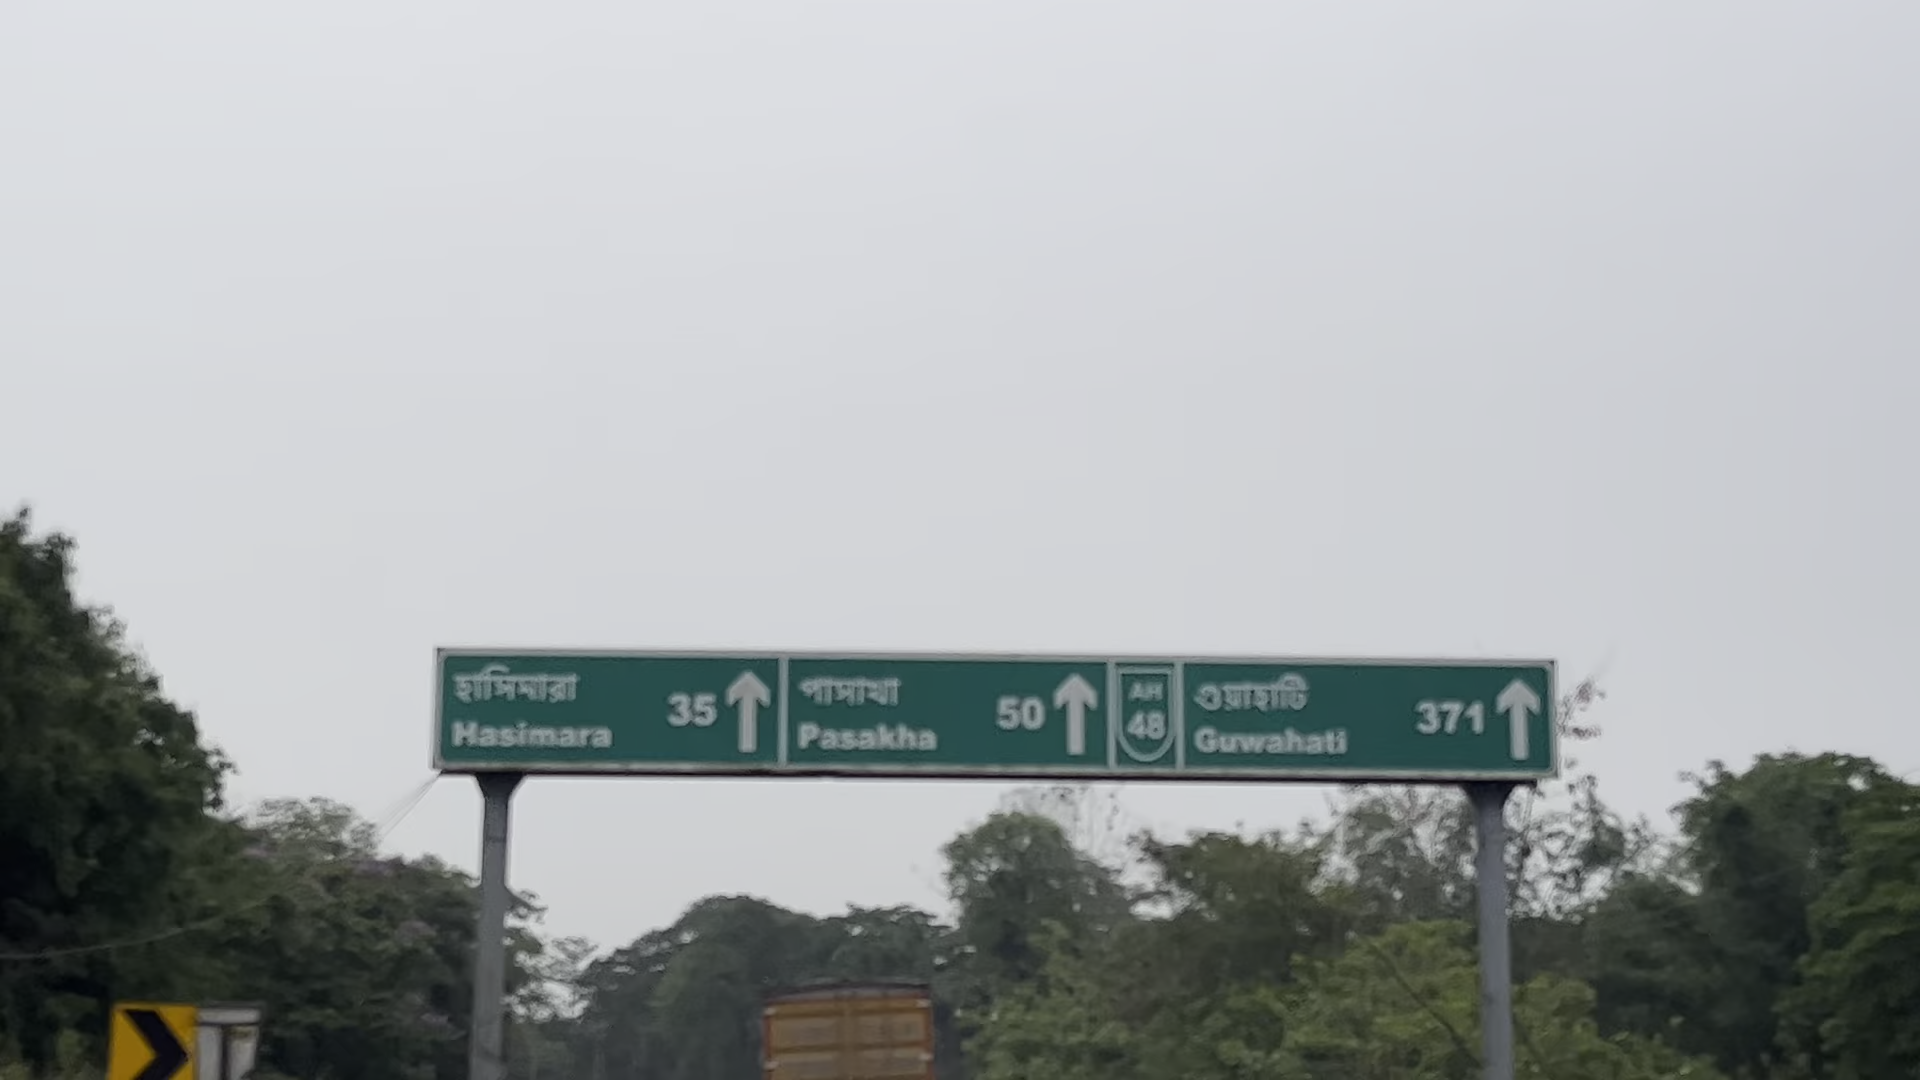 হাসিমারা
Hasimara
35
পাসাখা
Pasakha
50
AH
48
গুয়াহাটি
Guwahati
371